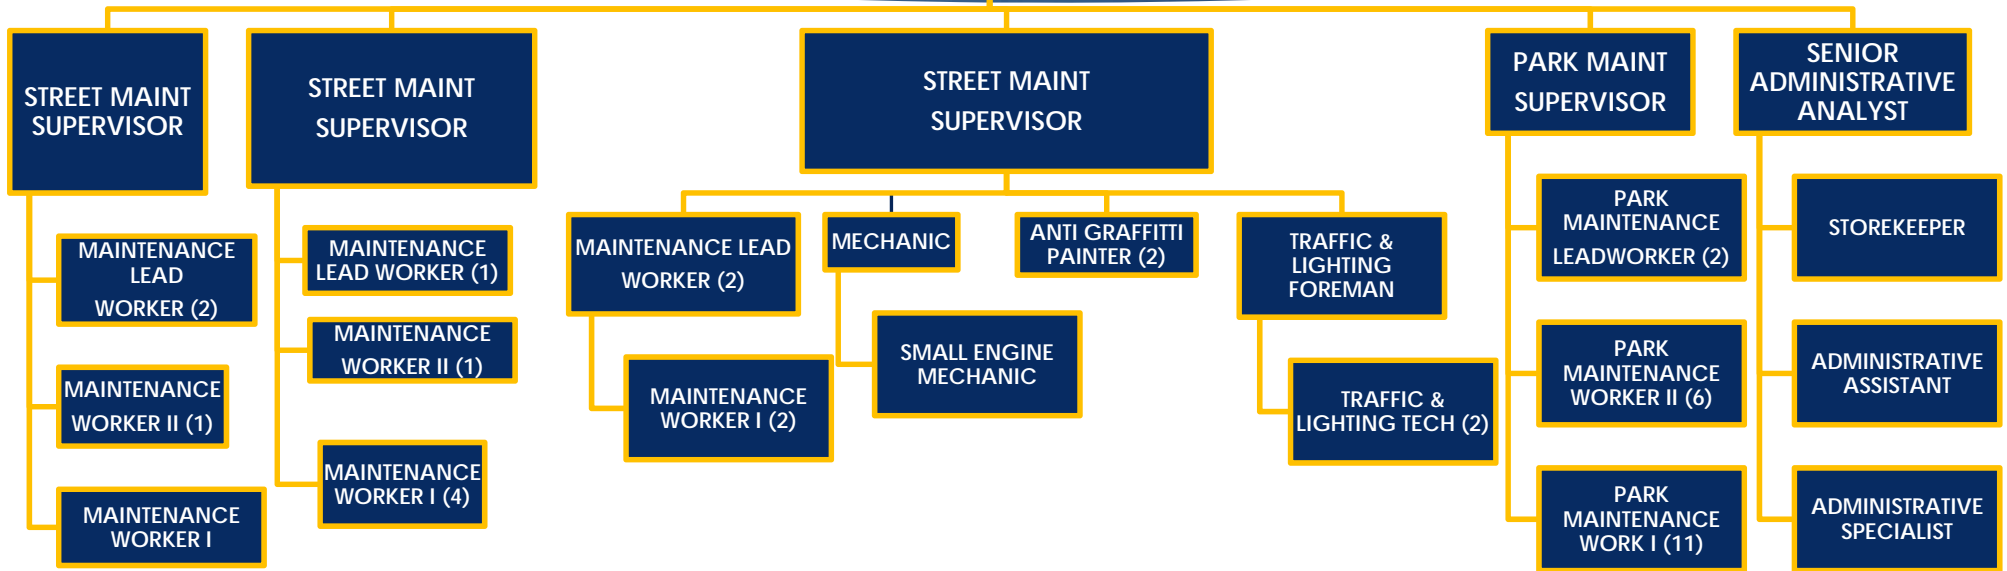 STREET MAINT
SUPERVISOR
MAINTENANCE
LEAD
WORKER (2)
MAINTENANCE
WORKER II (1)
MAINTENANCE
WORKER I
STREET MAINT
SUPERVISOR
MAINTENANCE
LEAD WORKER (1)
MAINTENANCE
WORKER II (1)
MAINTENANCE
WORKER I (4)
STREET MAINT
SUPERVISOR
MAINTENANCE LEAD
WORKER (2)
MAINTENANCE
WORKER I (2)
MECHANIC
SMALL ENGINE
MECHANIC
ANTI GRAFFITTI
PAINTER (2)
TRAFFIC &
LIGHTING
FOREMAN
TRAFFIC &
LIGHTING TECH (2)
PARK MAINT
SUPERVISOR
PARK
MAINTENANCE
LEADWORKER (2)
PARK
MAINTENANCE
WORKER II (6)
PARK
MAINTENANCE
WORK I (11)
SENIOR
ADMINISTRATIVE
ANALYST
STOREKEEPER
ADMINISTRATIVE
ASSISTANT
ADMINISTRATIVE
SPECIALIST